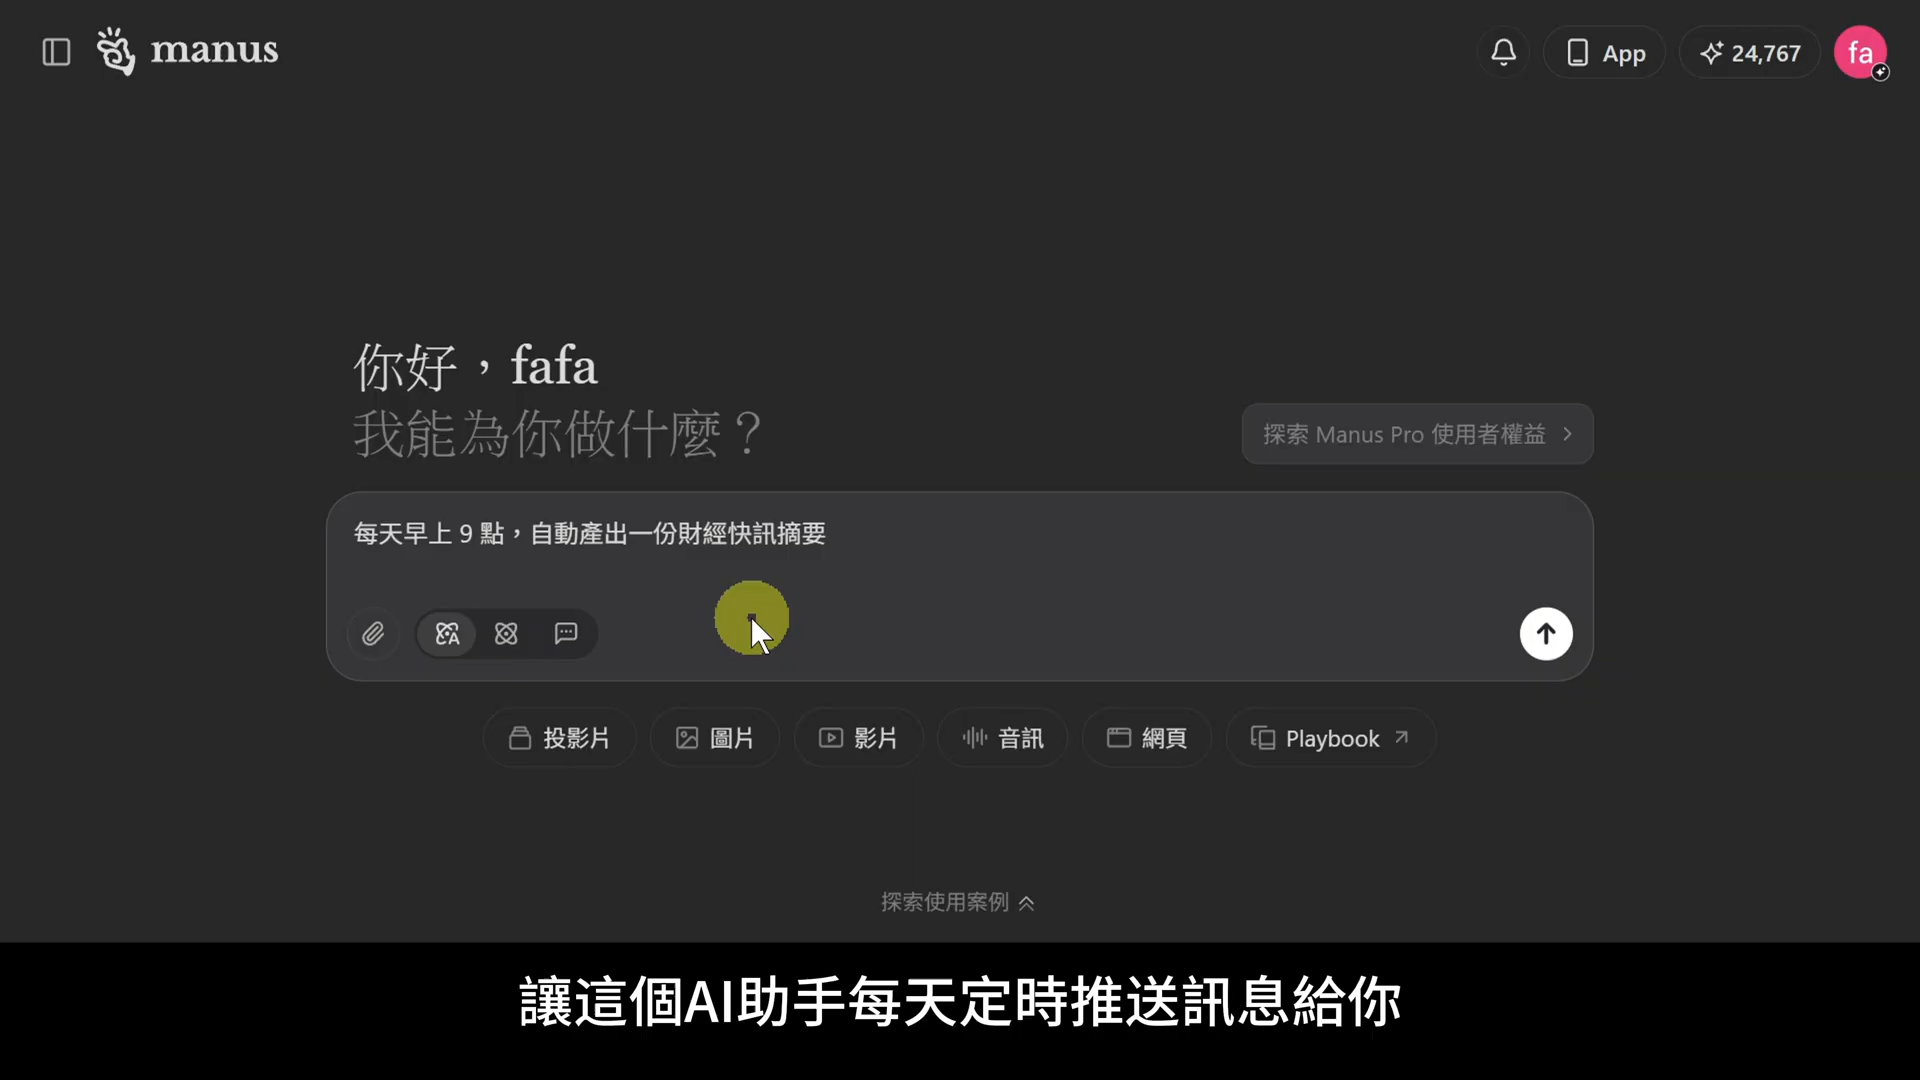 manus
App
24,767
fa
你好，fafa
我能為你做什麼？
探索 Manus Pro 使用者權益
每天早上 9 點，自動產出一份財經快訊摘要
投影片
圖片
影片
音訊
網頁
Playbook
探索使用案例
讓這個AI助手每天定時推送訊息給你